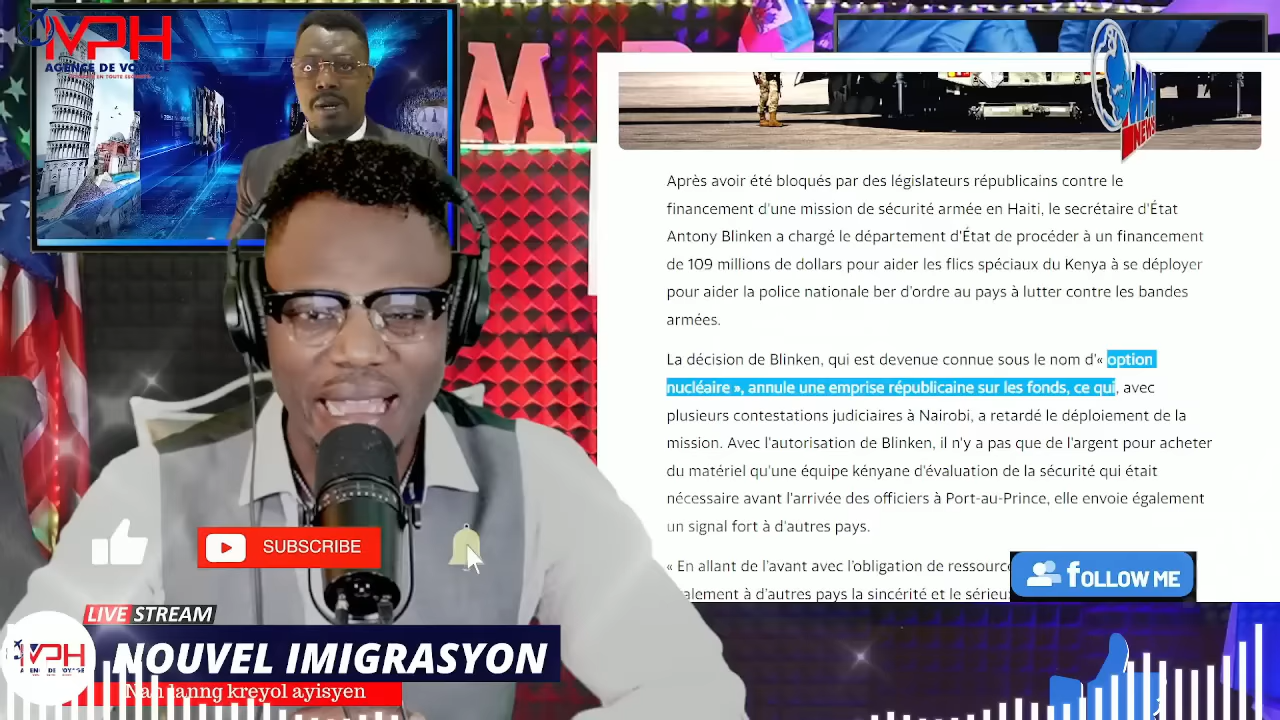 MPH
AGENCE DE VOYAGE
M
MPH
NEWS
Après avoir été bloqués par des législateurs républicains contre le
financement d'une mission de sécurité armée en Haiti, le secrétaire d'État
Antony Blinken a chargé le département d'État de procéder à un financement
de 109 millions de dollars pour aider les flics spéciaux du Kenya à se déployer
pour aider la police nationale ber d'ordre au pays à lutter contre les bandes
armées.
La décision de Blinken, qui est devenue connue sous le nom d'« option
nucléaire », annule une emprise républicaine sur les fonds, ce qui, avec
plusieurs contestations judiciaires à Nairobi, a retardé le déploiement de la
mission. Avec l'autorisation de Blinken, il n'y a pas que de l'argent pour acheter
du matériel qu'une équipe kényane d'évaluation de la sécurité qui était
nécessaire avant l'arrivée des officiers à Port-au-Prince, elle envoie également
un signal fort à d'autres pays.
« En allant de l'avant avec l'obligation de
à d'autres pays la sincérité et le
FOLLOW ME
SUBSCRIBE
LIVE STREAM
MPH
AGENCE DE VOYAGE
NOUVEL IMIGRASYON
Nan lanng kreyol ayisyen